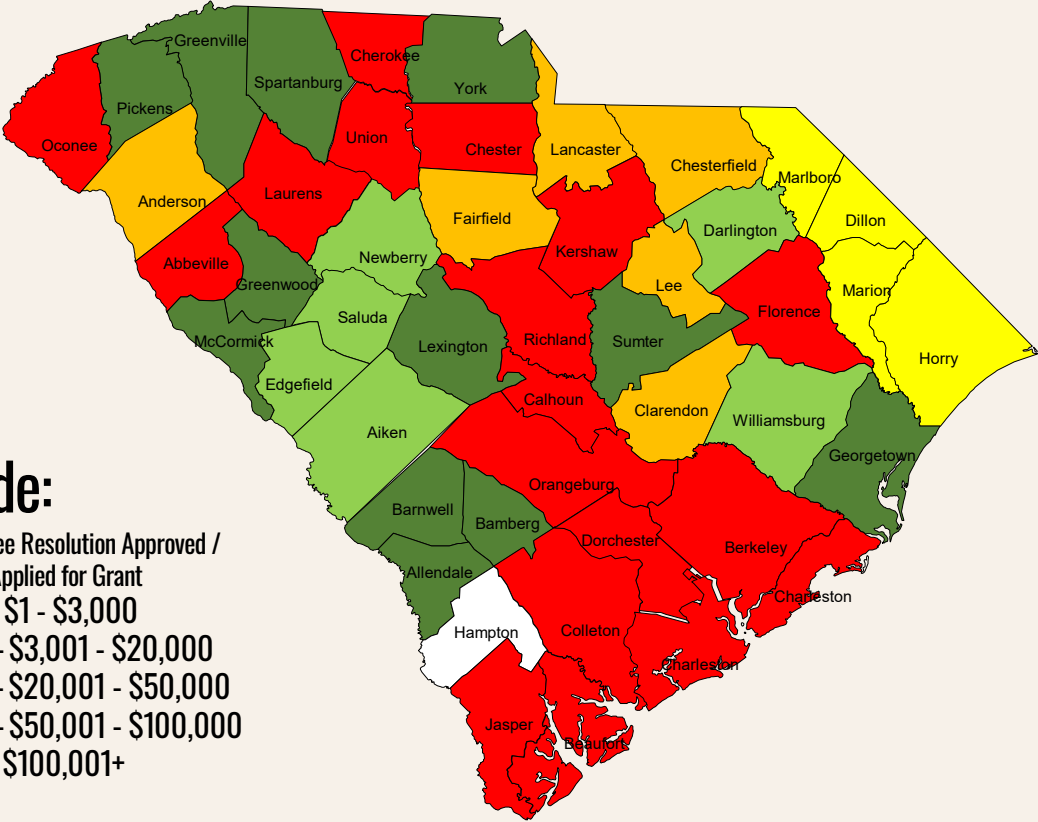 Greenville
Cherokee
Spartanburg
York
Pickens
Union
Oconee
Chester
Lancaster
Chesterfield
Marlboro
Laurens
Anderson
Fairfield
Dillon
Darlington
Kershaw
Newberry
Abbeville
Greenwood
Lee
Marion
Florence
Saluda
McCormick
Richland
Sumter
Lexington
Horry
Edgefield
Calhoun
Clarendon
Williamsburg
Aiken
Georgetown
Orangeburg
Barnwell
Bamberg
Dorchester
Berkeley
Allendale
Charleston
Hampton
Colleton
Charleston
Jasper
Beaufort
de:
ee Resolution Approved /
Applied for Grant
$1 - $3,000
- $3,001 - $20,000
- $20,001 - $50,000
- $50,001 - $100,000
$100,001+